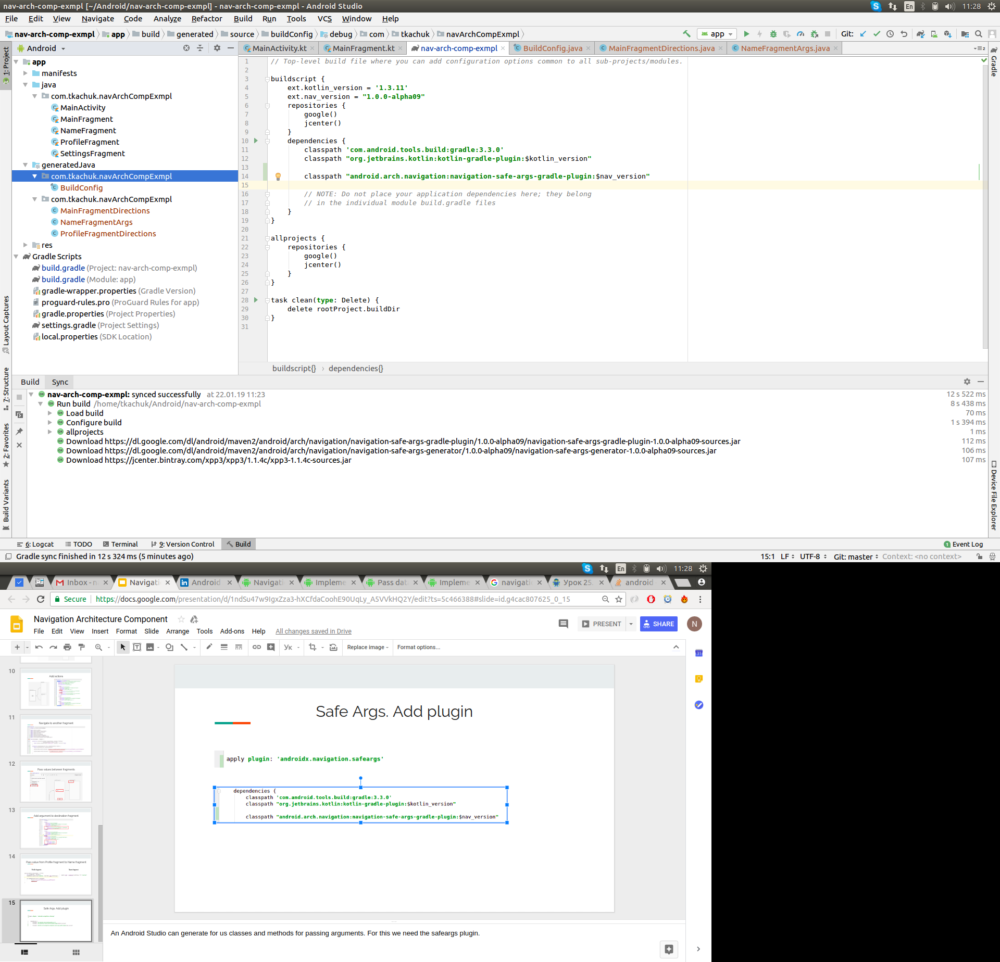 nav-arch-comp-exmpl [~/Android/nav-arch-comp-exmpl] - nav-arch-comp-exmpl - Android Studio
En 11:28
File Edit View Navigate Code Analyze Refactor Build Run Tools VCS Window Help
nav-arch-comp-exmpl app build generated source buildConfig debug com tkachuk navArchCompExmpl app Git:
Android
MainActivity.kt MainFragment.kt nav-arch-comp-exmpl BuildConfig.java MainFragmentDirections.java NameFragmentArgs.java
1: Project
Layout Captures
7: Structure
2: Favorites
Build Variants
Gradle
Device File Explorer
app
manifests
java
com.tkachuk.navArchCompExmpl
MainActivity
MainFragment
NameFragment
ProfileFragment
SettingsFragment
generatedJava
com.tkachuk.navArchCompExmpl
BuildConfig
com.tkachuk.navArchCompExmpl
MainFragmentDirections
NameFragmentArgs
ProfileFragmentDirections
res
Gradle Scripts
build.gradle (Project: nav-arch-comp-exmpl)
build.gradle (Module: app)
gradle-wrapper.properties (Gradle Version)
proguard-rules.pro (ProGuard Rules for app)
gradle.properties (Project Properties)
settings.gradle (Project Settings)
local.properties (SDK Location)
1 // Top-level build file where you can add configuration options common to all sub-projects/modules.
2
3 buildscript {
4 ext.kotlin_version = '1.3.11'
5 ext.nav_version = "1.0.0-alpha09"
6 repositories {
7 google()
8 jcenter()
9 }
10 dependencies {
11 classpath 'com.android.tools.build:gradle:3.3.0'
12 classpath "org.jetbrains.kotlin:kotlin-gradle-plugin:$kotlin_version"
13
14 classpath "android.arch.navigation:navigation-safe-args-gradle-plugin:$nav_version"
15
16 // NOTE: Do not place your application dependencies here; they belong
17 // in the individual module build.gradle files
18 }
19 }
20
21 allprojects {
22 repositories {
23 google()
24 jcenter()
25 }
26 }
27
28 task clean(type: Delete) {
29 delete rootProject.buildDir
30 }
31
buildscript{} › dependencies{}
Build Sync
nav-arch-comp-exmpl: synced successfully at 22.01.19 11:23 12 s 522 ms
Run build /home/tkachuk/Android/nav-arch-comp-exmpl 8 s 438 ms
Load build 70 ms
Configure build 1 s 394 ms
allprojects 1 ms
Download https://dl.google.com/dl/android/maven2/android/arch/navigation/navigation-safe-args-gradle-plugin/1.0.0-alpha09/navigation-safe-args-gradle-plugin-1.0.0-alpha09-sources.jar 112 ms
Download https://dl.google.com/dl/android/maven2/android/arch/navigation/navigation-safe-args-generator/1.0.0-alpha09/navigation-safe-args-generator-1.0.0-alpha09-sources.jar 106 ms
Download https://jcenter.bintray.com/xpp3/xpp3/1.1.4c/xpp3-1.1.4c-sources.jar 107 ms
6: Logcat TODO Terminal 9: Version Control Build 1 Event Log
Gradle sync finished in 12 s 324 ms (5 minutes ago) 15:1 LF UTF-8 Git: master Context: <no context>
En 11:28
Inbox - n Navigati Android Navigati Impleme Pass dat Impleme navigati Урок 25. android
Secure https://docs.google.com/presentation/d/1ndSu47w9IgxZza3-hXCfdaCoohE90UqLy_A5VVkHQ2Y/edit?ts=5c466388#slide=id.g4cac807625_0_15
Navigation Architecture Component
PRESENT SHARE N
File Edit View Insert Format Slide Arrange Tools Add-ons Help All changes saved in Drive
Ук Replace image Format options...
10 Add actions
11 Navigate to another fragment
12 Pass values between fragments
13 Add argument to destination fragment
14 Pass value from Profile fragment to Name fragment
15 Safe Args. Add plugin
Safe Args. Add plugin
apply plugin: 'androidx.navigation.safeargs'
dependencies {
classpath 'com.android.tools.build:gradle:3.3.0'
classpath "org.jetbrains.kotlin:kotlin-gradle-plugin:$kotlin_version"
classpath "android.arch.navigation:navigation-safe-args-gradle-plugin:$nav_version"
An Android Studio can generate for us classes and methods for passing arguments. For this we need the safeargs plugin.